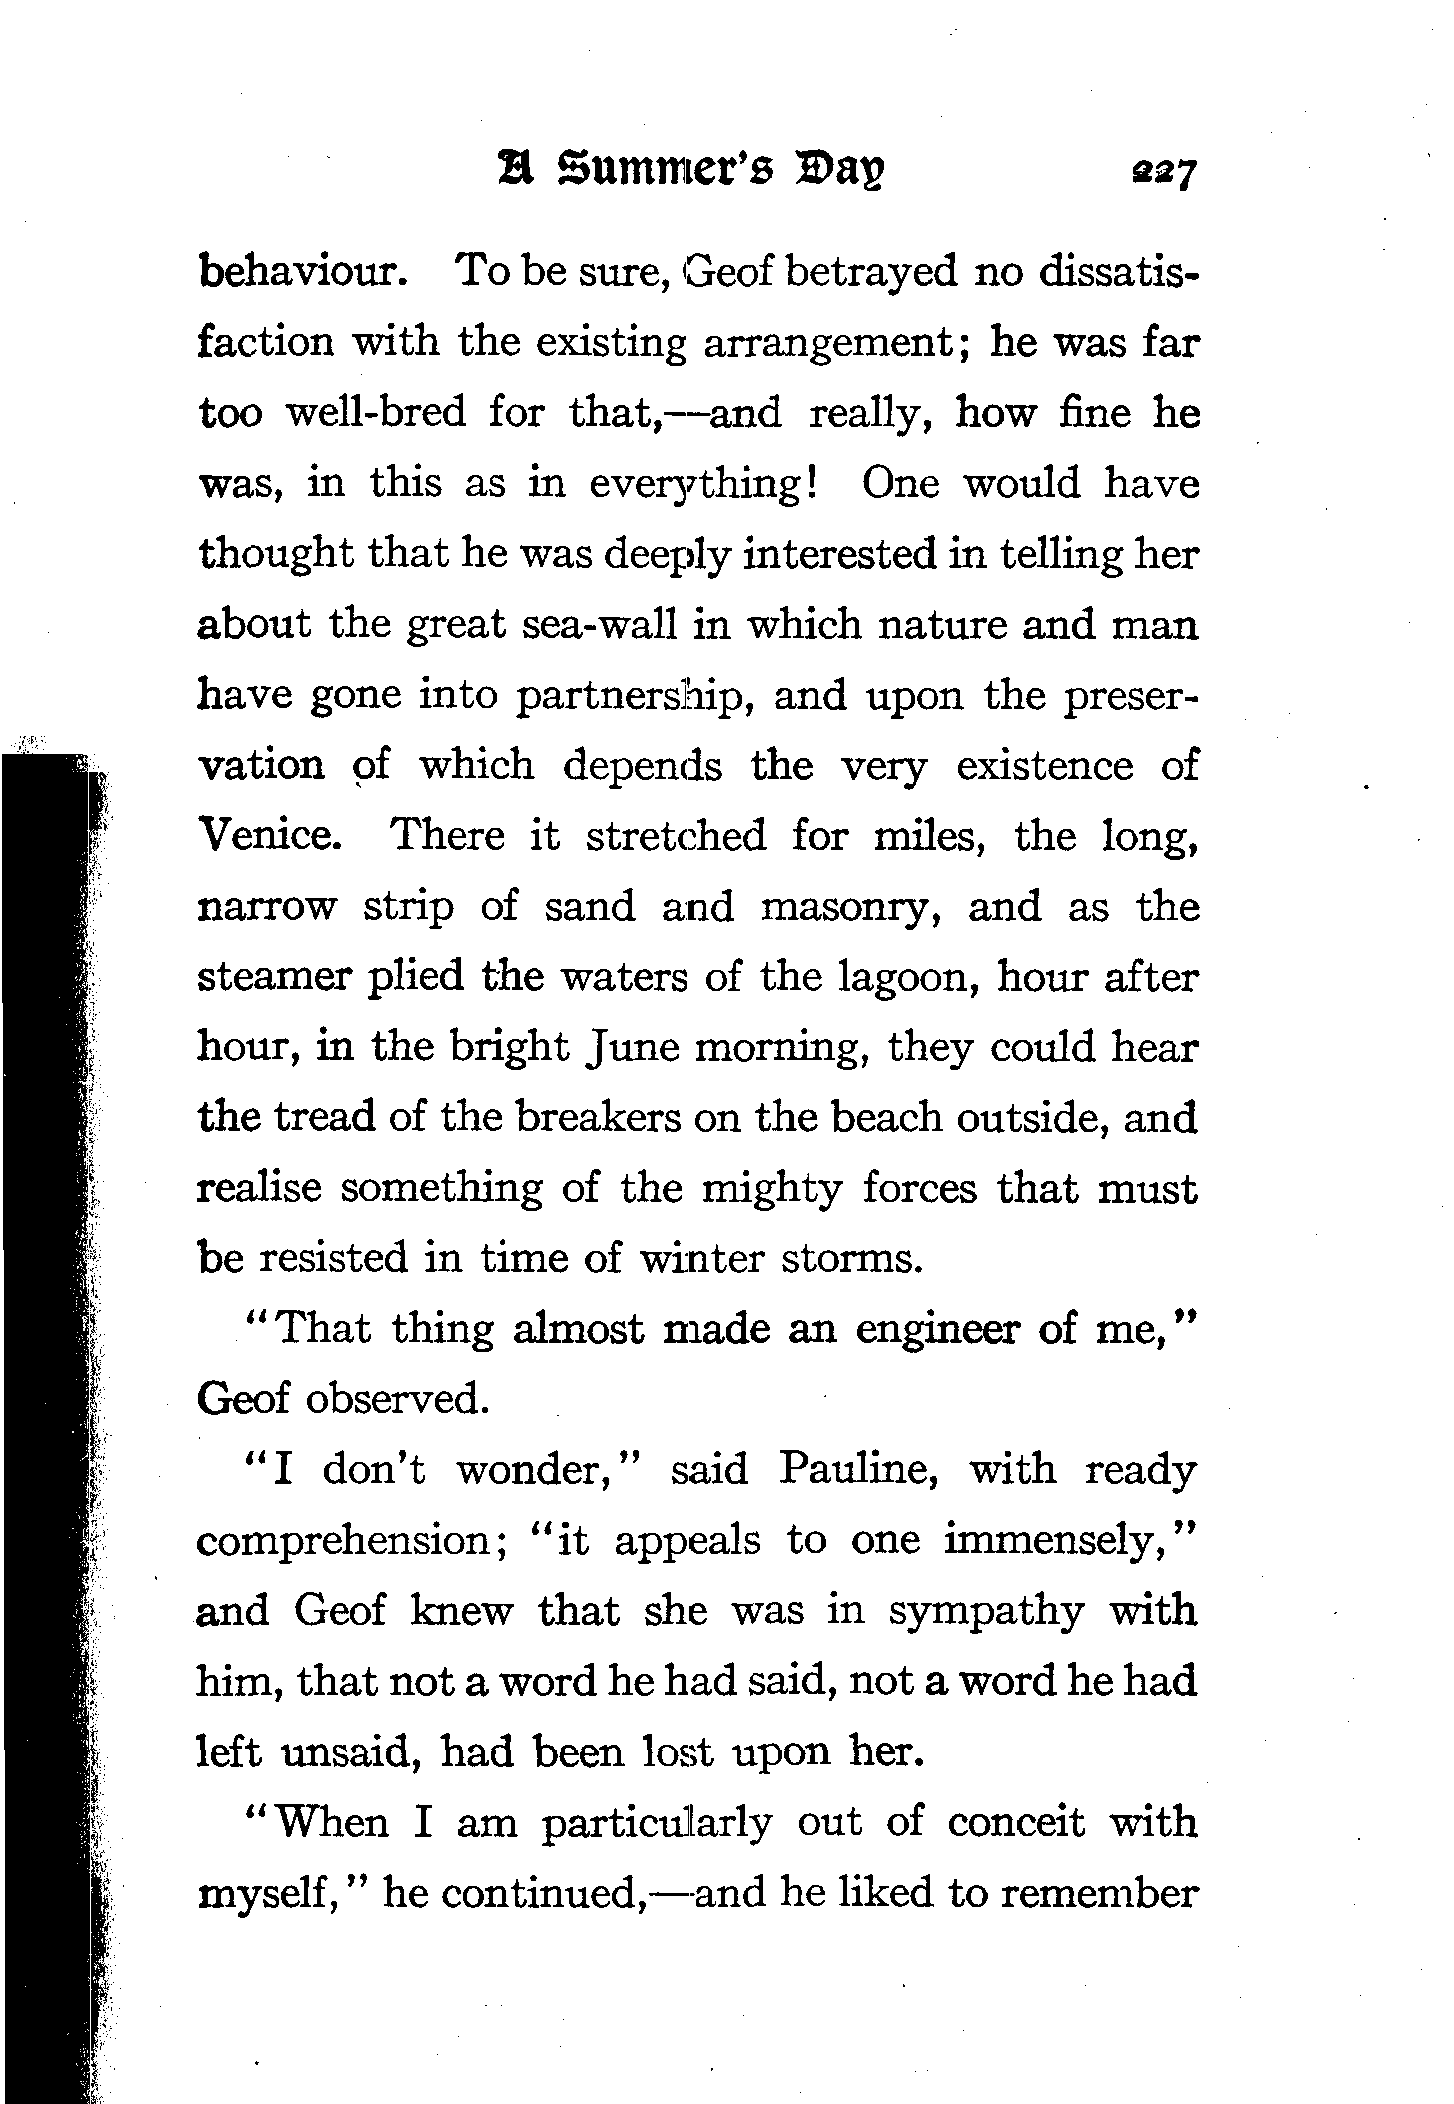 A Summer's Day 227
behaviour. To be sure, Geof betrayed no dissatis-
faction with the existing arrangement; he was far
too well-bred for that,—and really, how fine he
was, in this as in everything! One would have
thought that he was deeply interested in telling her
about the great sea-wall in which nature and man
have gone into partnership, and upon the preser-
vation of which depends the very existence of
Venice. There it stretched for miles, the long,
narrow strip of sand and masonry, and as the
steamer plied the waters of the lagoon, hour after
hour, in the bright June morning, they could hear
the tread of the breakers on the beach outside, and
realise something of the mighty forces that must
be resisted in time of winter storms.
"That thing almost made an engineer of me,"
Geof observed.
"I don't wonder," said Pauline, with ready
comprehension; "it appeals to one immensely,"
and Geof knew that she was in sympathy with
him, that not a word he had said, not a word he had
left unsaid, had been lost upon her.
"When I am particularly out of conceit with
myself," he continued,—and he liked to remember